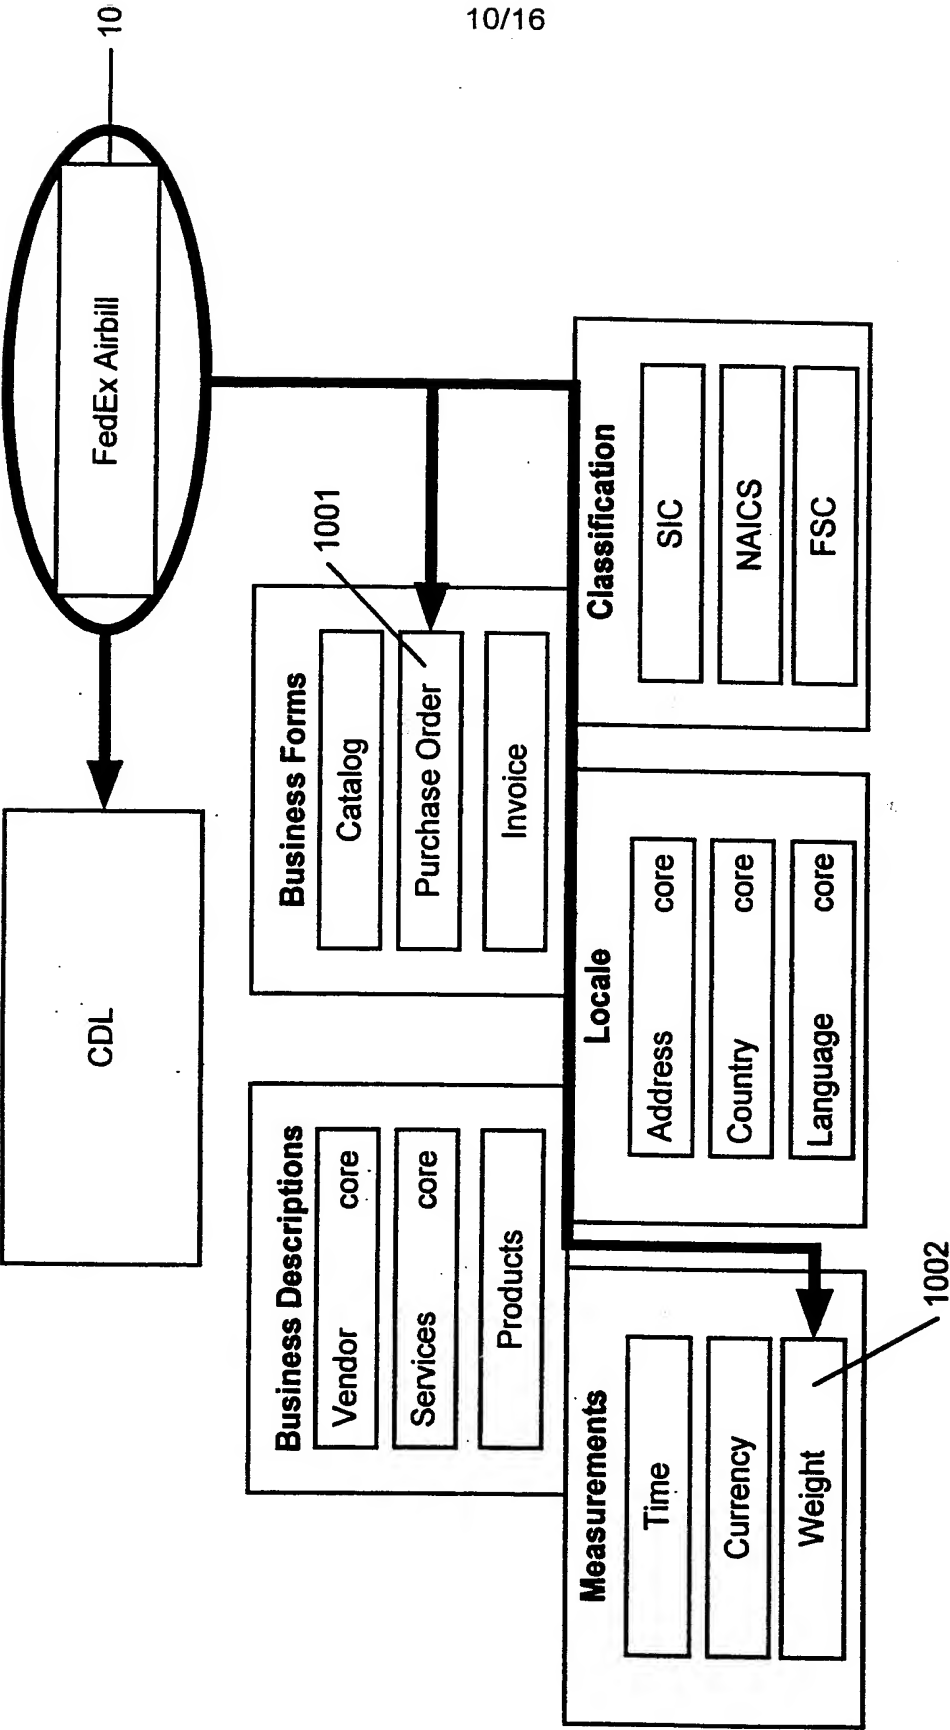 10/16
CDL
FedEx Airbill
10
Business Descriptions
Vendor core
Services core
Products
Business Forms
Catalog
Purchase Order
Invoice
1001
Measurements
Time
Currency
Weight
1002
Locale
Address core
Country core
Language core
Classification
SIC
NAICS
FSC